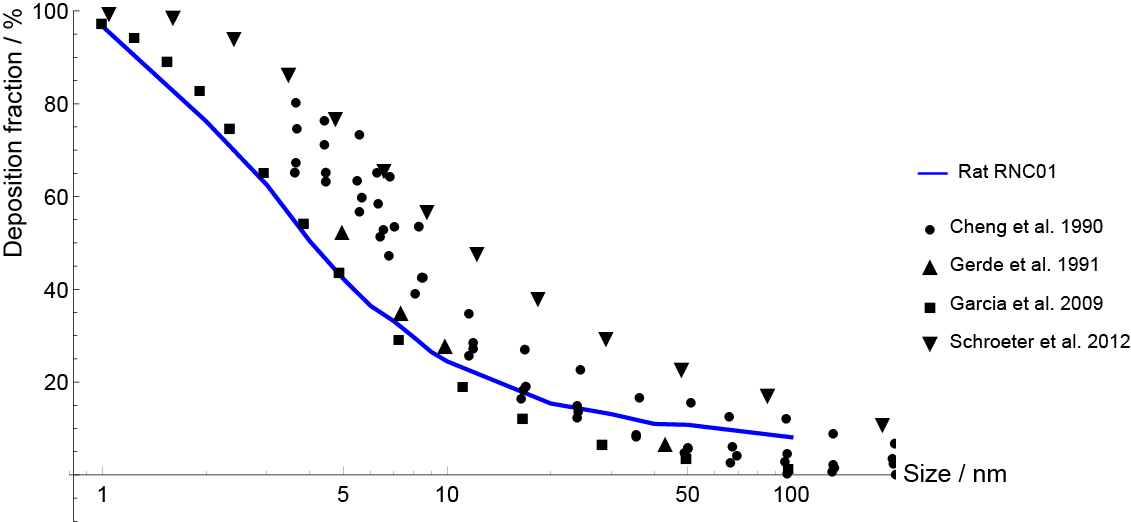 Deposition fraction / %
100
80
60
40
20
1
5
10
50
100
Size / nm
Rat RNC01
Cheng et al. 1990
Gerde et al. 1991
Garcia et al. 2009
Schroeter et al. 2012